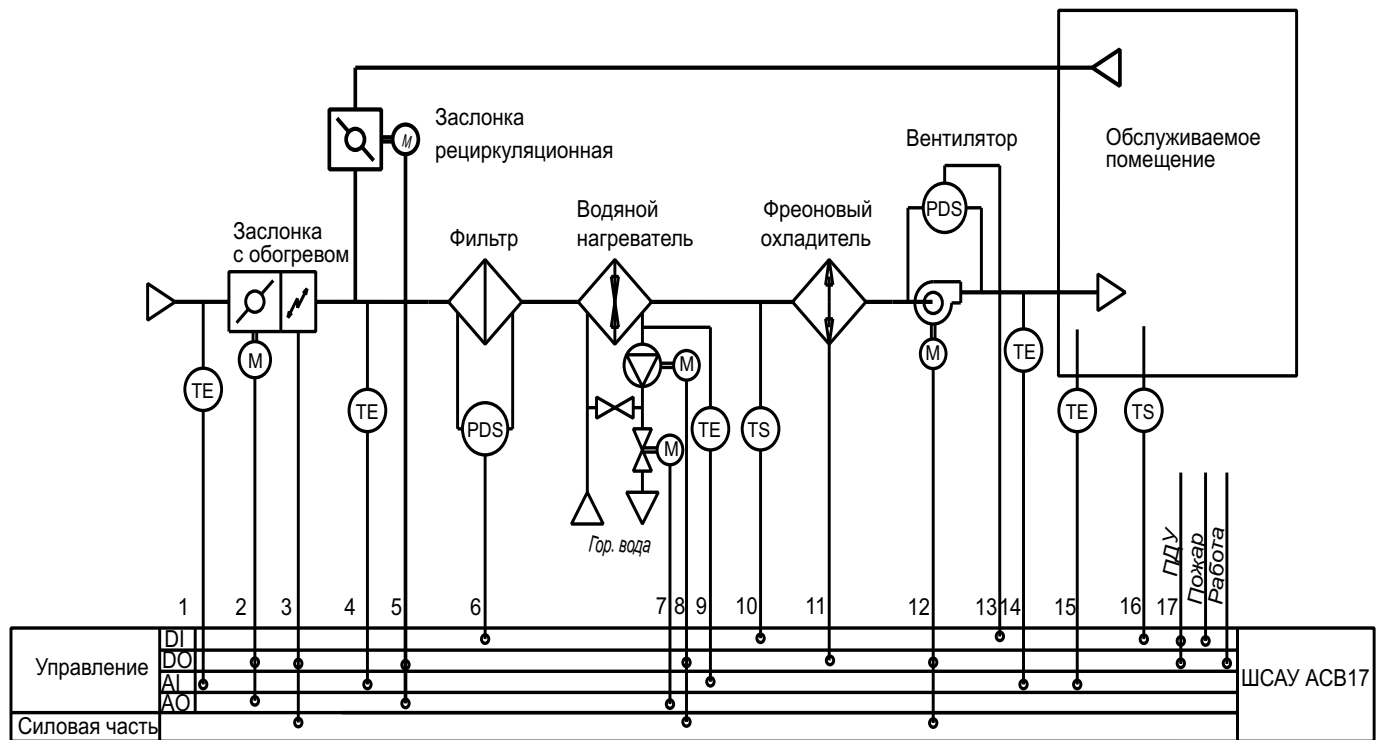 Заслонка
рециркуляционная
М
Вентилятор
Обслуживаемое
помещение
PDS
Заслонка
с обогревом
Фильтр
Водяной
нагреватель
Фреоновый
охладитель
М
М
М
TE
TE
TE
PDS
TE
TS
М
TE
TS
Гор. вода
ПДУ
Пожар
Работа
1 2 3 4 5 6 7 8 9 10 11 12 13 14 15 16 17
Управление
DI
DO
AI
AO
Силовая часть
ШСАУ АСВ17